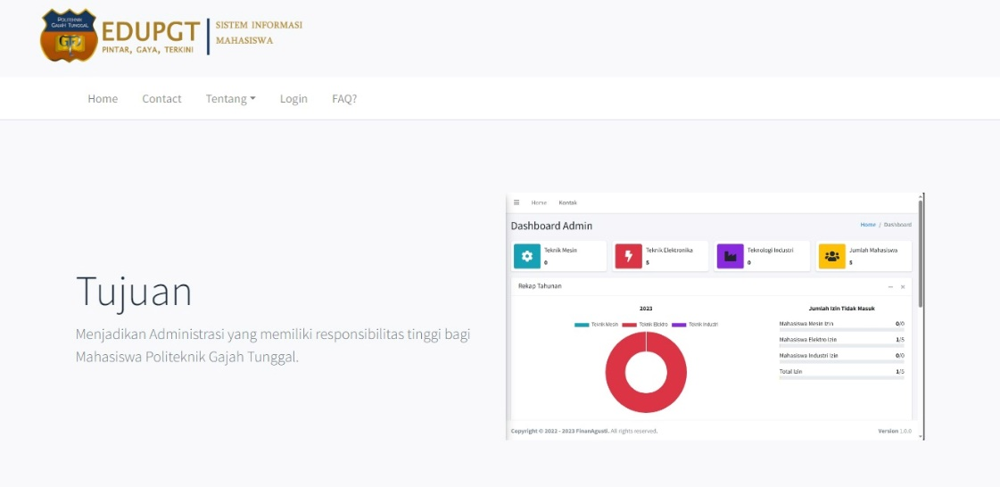 POLITEKNIK
GAJAH TUNGGAL
EDUPGT
PINTAR, GAYA, TERKINI
SISTEM INFORMASI
MAHASISWA
Home Contact Tentang Login FAQ?
Tujuan
Menjadikan Administrasi yang memiliki responsibilitas tinggi bagi
Mahasiswa Politeknik Gajah Tunggal.
Home Kontak
Dashboard Admin
Home / Dashboard
Teknik Mesin
0
Teknik Elektronika
5
Teknologi Industri
0
Jumlah Mahasiswa
5
Rekap Tahunan
2023
Teknik Mesin Teknik Elektro Teknik Industri
Jumlah Izin Tidak Masuk
Mahasiswa Mesin Izin 0/0
Mahasiswa Elektro Izin 1/5
Mahasiswa Industri Izin 0/0
Total Izin 1/5
Copyright © 2022 - 2023 FinanAgusti. All rights reserved.
Version 1.0.0